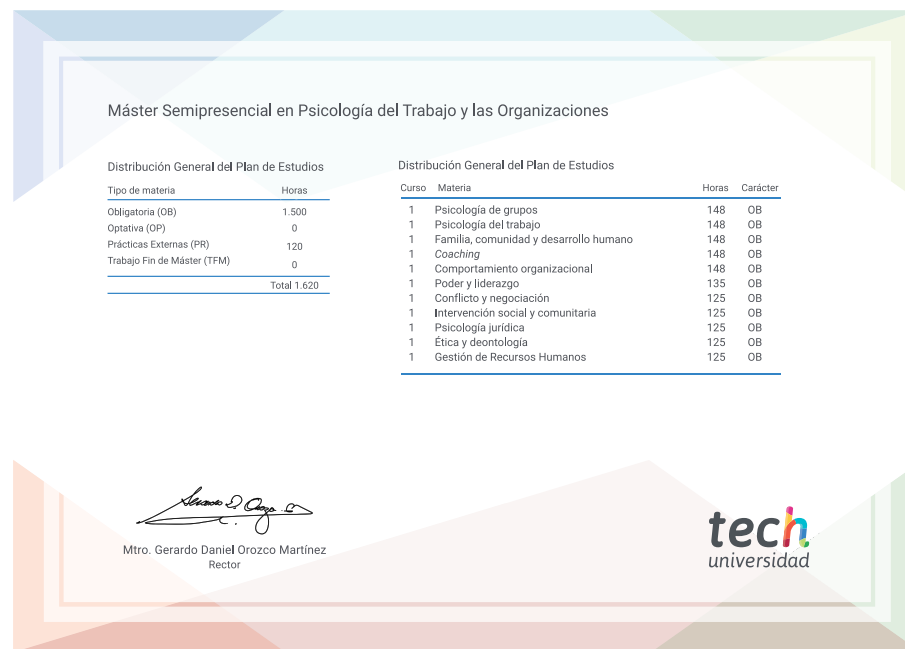 Máster Semipresencial en Psicología del Trabajo y las Organizaciones
Distribución General del Plan de Estudios
Tipo de materia Horas
Obligatoria (OB) 1.500
Optativa (OP) 0
Prácticas Externas (PR) 120
Trabajo Fin de Máster (TFM) 0
Total 1.620
Distribución General del Plan de Estudios
Curso Materia Horas Carácter
1 Psicología de grupos 148 OB
1 Psicología del trabajo 148 OB
1 Familia, comunidad y desarrollo humano 148 OB
1 Coaching 148 OB
1 Comportamiento organizacional 148 OB
1 Poder y liderazgo 135 OB
1 Conflicto y negociación 125 OB
1 Intervención social y comunitaria 125 OB
1 Psicología jurídica 125 OB
1 Ética y deontología 125 OB
1 Gestión de Recursos Humanos 125 OB
Mtro. Gerardo Daniel Orozco Martínez
Rector
tech
universidad